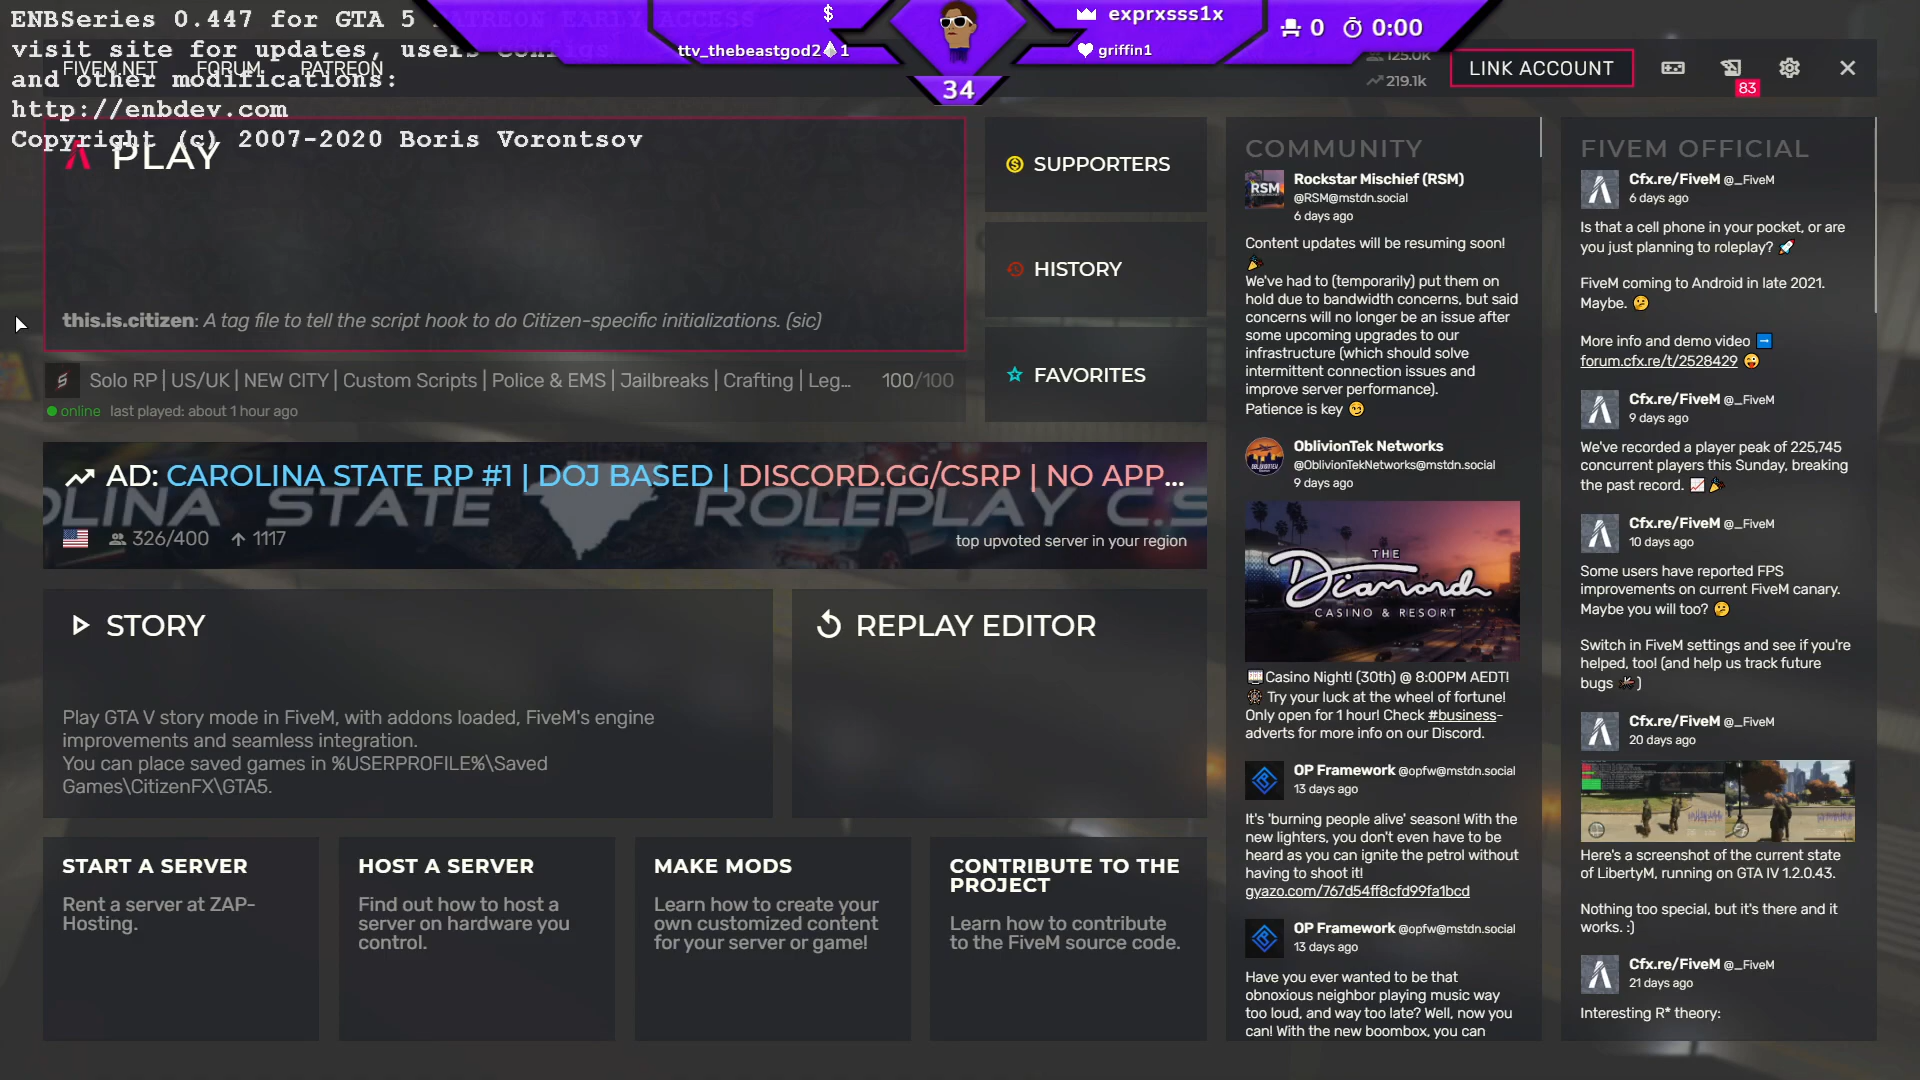 ENBSeries 0.447 for GTA 5 PATREON EARLY ACCESS
visit site for updates, users configs
and other modifications:
http://enbdev.com
Copyright (c) 2007-2020 Boris Vorontsov
$
ttv_thebeastgod2 1
34
exprxsss1x
griffin1
0
0:00
FIVEM.NET
FORUM
PATREON
125.0k
219.1k
LINK ACCOUNT
83
PLAY
this.is.citizen: A tag file to tell the script hook to do Citizen-specific initializations. (sic)
Solo RP | US/UK | NEW CITY | Custom Scripts | Police & EMS | Jailbreaks | Crafting | Leg...
100/100
online
last played: about 1 hour ago
SUPPORTERS
HISTORY
FAVORITES
AD: CAROLINA STATE RP #1 | DOJ BASED | DISCORD.GG/CSRP | NO APP...
OLINA STATE ROLEPLAY C.S
326/400
1117
top upvoted server in your region
STORY
Play GTA V story mode in FiveM, with addons loaded, FiveM's engine
improvements and seamless integration.
You can place saved games in %USERPROFILE%\Saved
Games\CitizenFX\GTA5.
REPLAY EDITOR
START A SERVER
Rent a server at ZAP-
Hosting.
HOST A SERVER
Find out how to host a
server on hardware you
control.
MAKE MODS
Learn how to create your
own customized content
for your server or game!
CONTRIBUTE TO THE
PROJECT
Learn how to contribute
to the FiveM source code.
COMMUNITY
RSM
Rockstar Mischief (RSM)
@RSM@mstdn.social
6 days ago
Content updates will be resuming soon!
🎉
We've had to (temporarily) put them on
hold due to bandwidth concerns, but said
concerns will no longer be an issue after
some upcoming upgrades to our
infrastructure (which should solve
intermittent connection issues and
improve server performance).
Patience is key 😏
OblivionTek Networks
@OblivionTekNetworks@mstdn.social
9 days ago
THE
Diamond
CASINO & RESORT
🎰Casino Night! (30th) @ 8:00PM AEDT!
🎡 Try your luck at the wheel of fortune!
Only open for 1 hour! Check #business-
adverts for more info on our Discord.
OP Framework @opfw@mstdn.social
13 days ago
It's 'burning people alive' season! With the
new lighters, you don't even have to be
heard as you can ignite the petrol without
having to shoot it!
gyazo.com/767d54ff8cfd99fa1bcd
OP Framework @opfw@mstdn.social
13 days ago
Have you ever wanted to be that
obnoxious neighbor playing music way
too loud, and way too late? Well, now you
can! With the new boombox, you can
FIVEM OFFICIAL
Cfx.re/FiveM @_FiveM
6 days ago
Is that a cell phone in your pocket, or are
you just planning to roleplay? 🚀
FiveM coming to Android in late 2021.
Maybe. 🤔
More info and demo video ➡️
forum.cfx.re/t/2528429 😜
Cfx.re/FiveM @_FiveM
9 days ago
We've recorded a player peak of 225,745
concurrent players this Sunday, breaking
the past record. 📈 🎉
Cfx.re/FiveM @_FiveM
10 days ago
Some users have reported FPS
improvements on current FiveM canary.
Maybe you will too? 🤔
Switch in FiveM settings and see if you're
helped, too! (and help us track future
bugs 🦗)
Cfx.re/FiveM @_FiveM
20 days ago
Here's a screenshot of the current state
of LibertyM, running on GTA IV 1.2.0.43.
Nothing too special, but it's there and it
works. :)
Cfx.re/FiveM @_FiveM
21 days ago
Interesting R* theory: